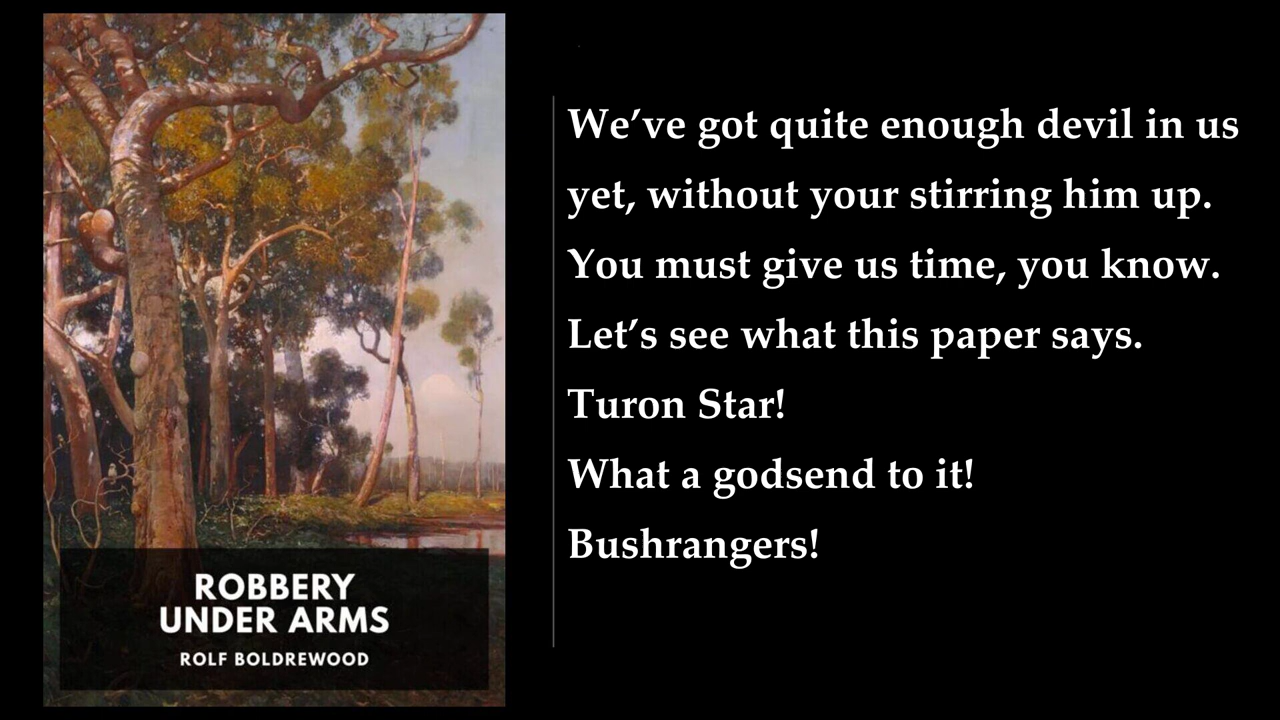 ROBBERY
UNDER ARMS
ROLF BOLDREWOOD
We’ve got quite enough devil in us
yet, without your stirring him up.
You must give us time, you know.
Let’s see what this paper says.
Turon Star!
What a godsend to it!
Bushrangers!